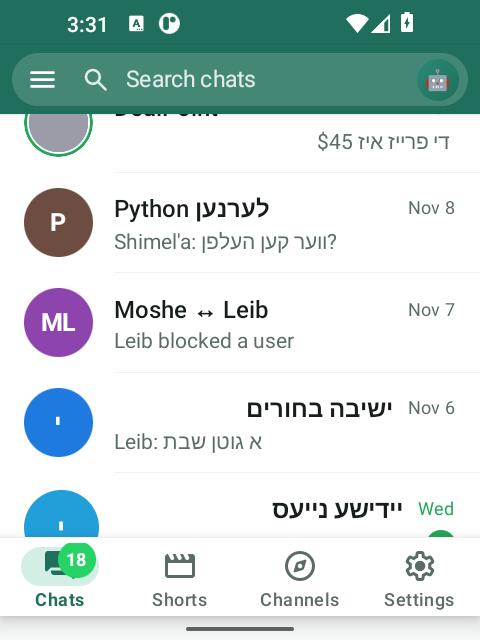 3:31
Search chats
די פרייז איז $45
Python לערנען
Nov 8
Shimel'a: ווער קען העלפן?
P
Moshe ↔ Leib
Nov 7
Leib blocked a user
ML
ישיבה בחורים
Nov 6
Leib: א גוטן שבת
י
יידישע נייעס
Wed
י
18
Chats
Shorts
Channels
Settings